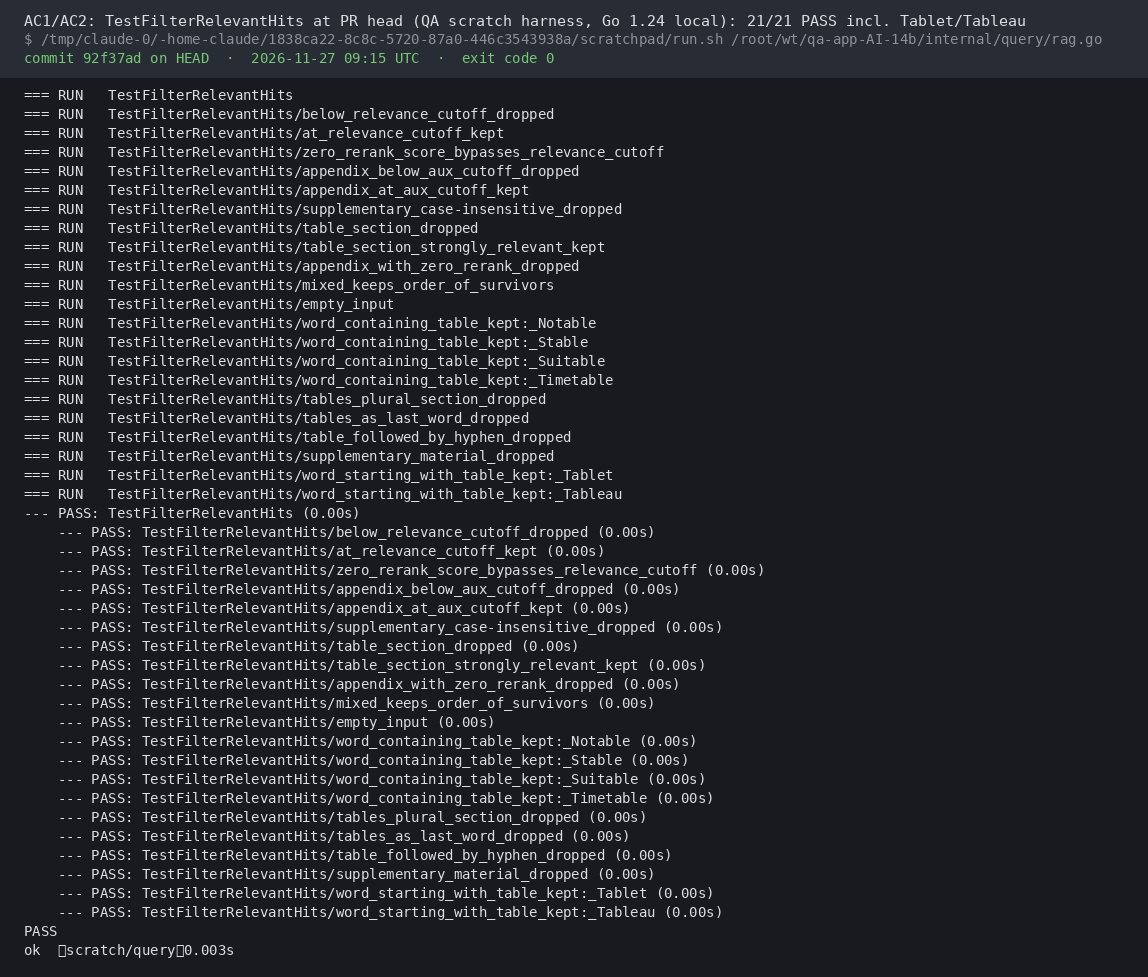 AC1/AC2: TestFilterRelevantHits at PR head (QA scratch harness, Go 1.24 local): 21/21 PASS incl. Tablet/Tableau
$ /tmp/claude-0/-home-claude/1838ca22-8c8c-5720-87a0-446c3543938a/scratchpad/run.sh /root/wt/qa-app-AI-14b/internal/query/rag.go
commit 92f37ad on HEAD · 2026-11-27 09:15 UTC · exit code 0
=== RUN   TestFilterRelevantHits
=== RUN   TestFilterRelevantHits/below_relevance_cutoff_dropped
=== RUN   TestFilterRelevantHits/at_relevance_cutoff_kept
=== RUN   TestFilterRelevantHits/zero_rerank_score_bypasses_relevance_cutoff
=== RUN   TestFilterRelevantHits/appendix_below_aux_cutoff_dropped
=== RUN   TestFilterRelevantHits/appendix_at_aux_cutoff_kept
=== RUN   TestFilterRelevantHits/supplementary_case-insensitive_dropped
=== RUN   TestFilterRelevantHits/table_section_dropped
=== RUN   TestFilterRelevantHits/table_section_strongly_relevant_kept
=== RUN   TestFilterRelevantHits/appendix_with_zero_rerank_dropped
=== RUN   TestFilterRelevantHits/mixed_keeps_order_of_survivors
=== RUN   TestFilterRelevantHits/empty_input
=== RUN   TestFilterRelevantHits/word_containing_table_kept:_Notable
=== RUN   TestFilterRelevantHits/word_containing_table_kept:_Stable
=== RUN   TestFilterRelevantHits/word_containing_table_kept:_Suitable
=== RUN   TestFilterRelevantHits/word_containing_table_kept:_Timetable
=== RUN   TestFilterRelevantHits/tables_plural_section_dropped
=== RUN   TestFilterRelevantHits/tables_as_last_word_dropped
=== RUN   TestFilterRelevantHits/table_followed_by_hyphen_dropped
=== RUN   TestFilterRelevantHits/supplementary_material_dropped
=== RUN   TestFilterRelevantHits/word_starting_with_table_kept:_Tablet
=== RUN   TestFilterRelevantHits/word_starting_with_table_kept:_Tableau
--- PASS: TestFilterRelevantHits (0.00s)
    --- PASS: TestFilterRelevantHits/below_relevance_cutoff_dropped (0.00s)
    --- PASS: TestFilterRelevantHits/at_relevance_cutoff_kept (0.00s)
    --- PASS: TestFilterRelevantHits/zero_rerank_score_bypasses_relevance_cutoff (0.00s)
    --- PASS: TestFilterRelevantHits/appendix_below_aux_cutoff_dropped (0.00s)
    --- PASS: TestFilterRelevantHits/appendix_at_aux_cutoff_kept (0.00s)
    --- PASS: TestFilterRelevantHits/supplementary_case-insensitive_dropped (0.00s)
    --- PASS: TestFilterRelevantHits/table_section_dropped (0.00s)
    --- PASS: TestFilterRelevantHits/table_section_strongly_relevant_kept (0.00s)
    --- PASS: TestFilterRelevantHits/appendix_with_zero_rerank_dropped (0.00s)
    --- PASS: TestFilterRelevantHits/mixed_keeps_order_of_survivors (0.00s)
    --- PASS: TestFilterRelevantHits/empty_input (0.00s)
    --- PASS: TestFilterRelevantHits/word_containing_table_kept:_Notable (0.00s)
    --- PASS: TestFilterRelevantHits/word_containing_table_kept:_Stable (0.00s)
    --- PASS: TestFilterRelevantHits/word_containing_table_kept:_Suitable (0.00s)
    --- PASS: TestFilterRelevantHits/word_containing_table_kept:_Timetable (0.00s)
    --- PASS: TestFilterRelevantHits/tables_plural_section_dropped (0.00s)
    --- PASS: TestFilterRelevantHits/tables_as_last_word_dropped (0.00s)
    --- PASS: TestFilterRelevantHits/table_followed_by_hyphen_dropped (0.00s)
    --- PASS: TestFilterRelevantHits/supplementary_material_dropped (0.00s)
    --- PASS: TestFilterRelevantHits/word_starting_with_table_kept:_Tablet (0.00s)
    --- PASS: TestFilterRelevantHits/word_starting_with_table_kept:_Tableau (0.00s)
PASS
ok  □scratch/query□0.003s